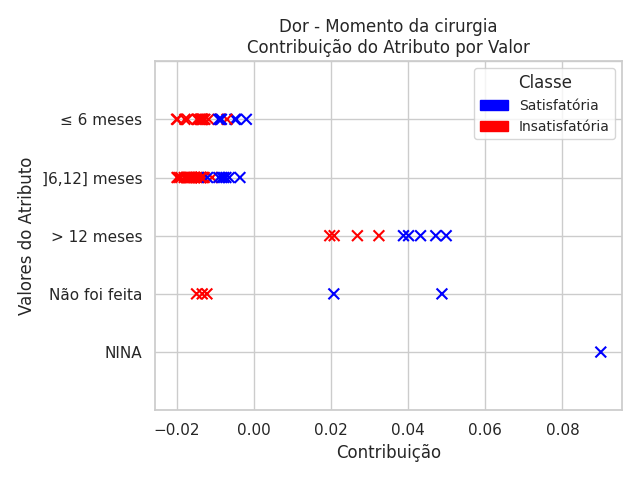 Dor - Momento da cirurgia
Contribuição do Atributo por Valor
Classe
Satisfatória
Insatisfatória
Valores do Atributo
≤ 6 meses
]6,12] meses
> 12 meses
Não foi feita
NINA
−0.02 0.00 0.02 0.04 0.06 0.08
Contribuição